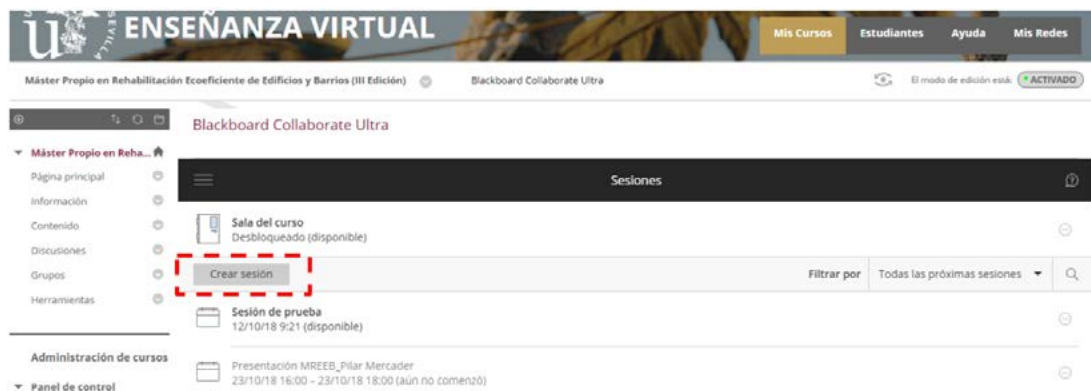 SEVILLA
ENSEÑANZA VIRTUAL
Mis Cursos Estudiantes Ayuda Mis Redes
Máster Propio en Rehabilitación Ecoeficiente de Edificios y Barrios (III Edición) Blackboard Collaborate Ultra El modo de edición está: ACTIVADO
Blackboard Collaborate Ultra
Máster Propio en Reha...
Página principal
Información
Contenido
Discusiones
Grupos
Herramientas
Administración de cursos
Panel de control
Sesiones
Sala del curso
Desbloqueado (disponible)
Crear sesión Filtrar por Todas las próximas sesiones
Sesión de prueba
12/10/18 9:21 (disponible)
Presentación MREEB_Pilar Mercader
23/10/18 16:00 – 23/10/18 18:00 (aún no comenzó)